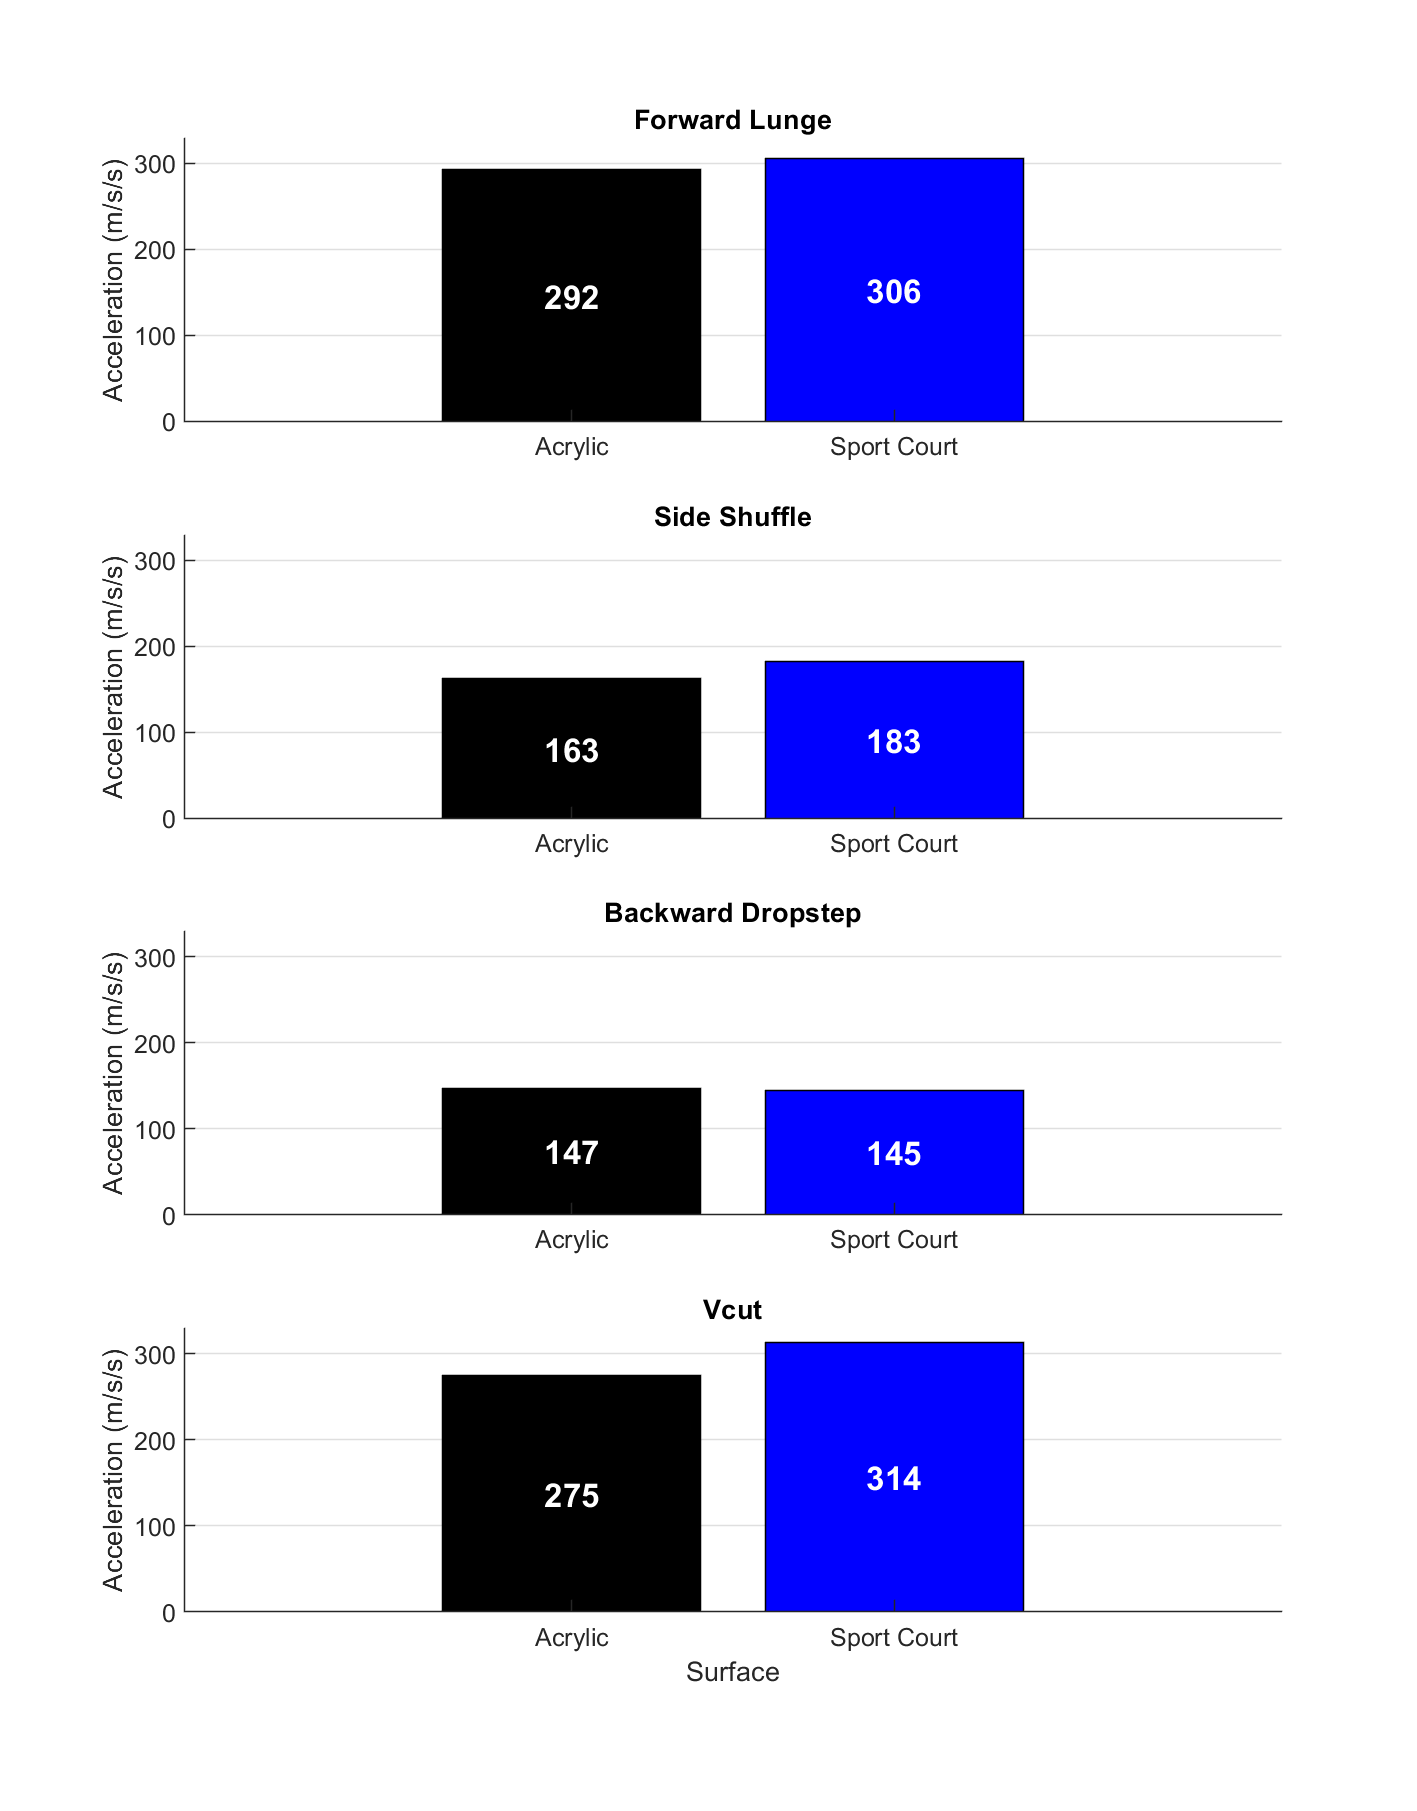 Forward Lunge
Acceleration (m/s/s)
300
200
100
0
292
306
Acrylic
Sport Court
Side Shuffle
Acceleration (m/s/s)
300
200
100
0
163
183
Acrylic
Sport Court
Backward Dropstep
Acceleration (m/s/s)
300
200
100
0
147
145
Acrylic
Sport Court
Vcut
Acceleration (m/s/s)
300
200
100
0
275
314
Acrylic
Sport Court
Surface